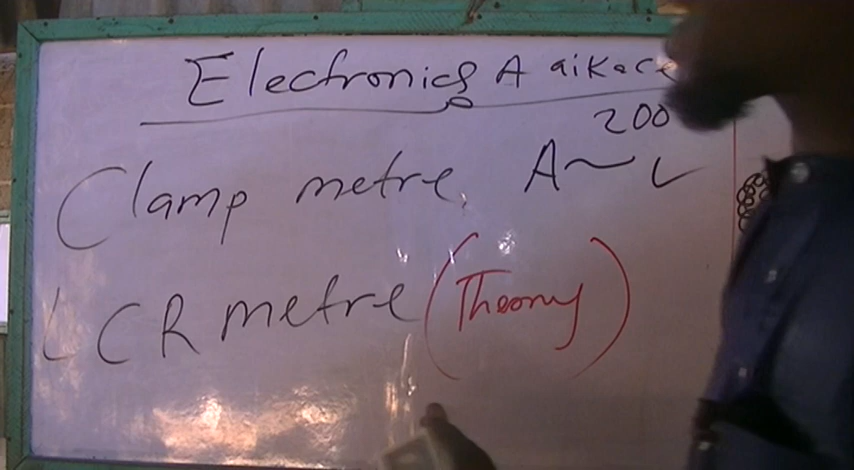 Electronics A
200
Clamp metre, A~ ✓
LCR metre (Theory)